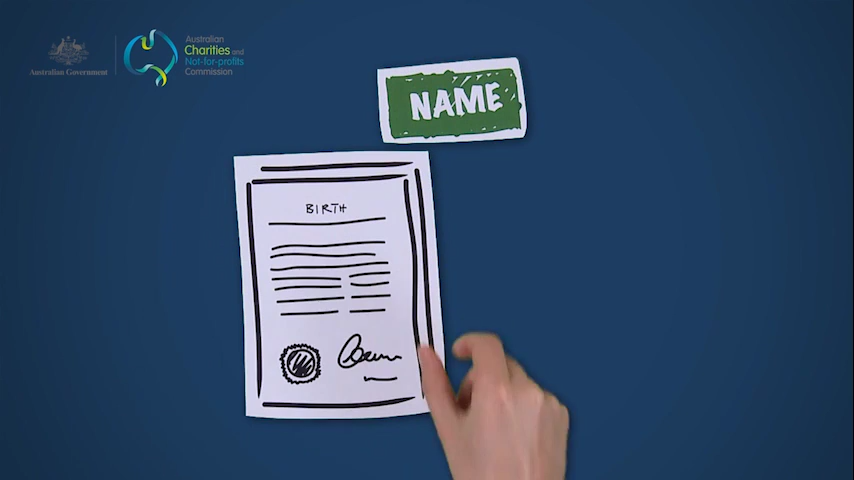 Australian Government
Australian
Charities and
Not-for-profits
Commission
NAME
BIRTH